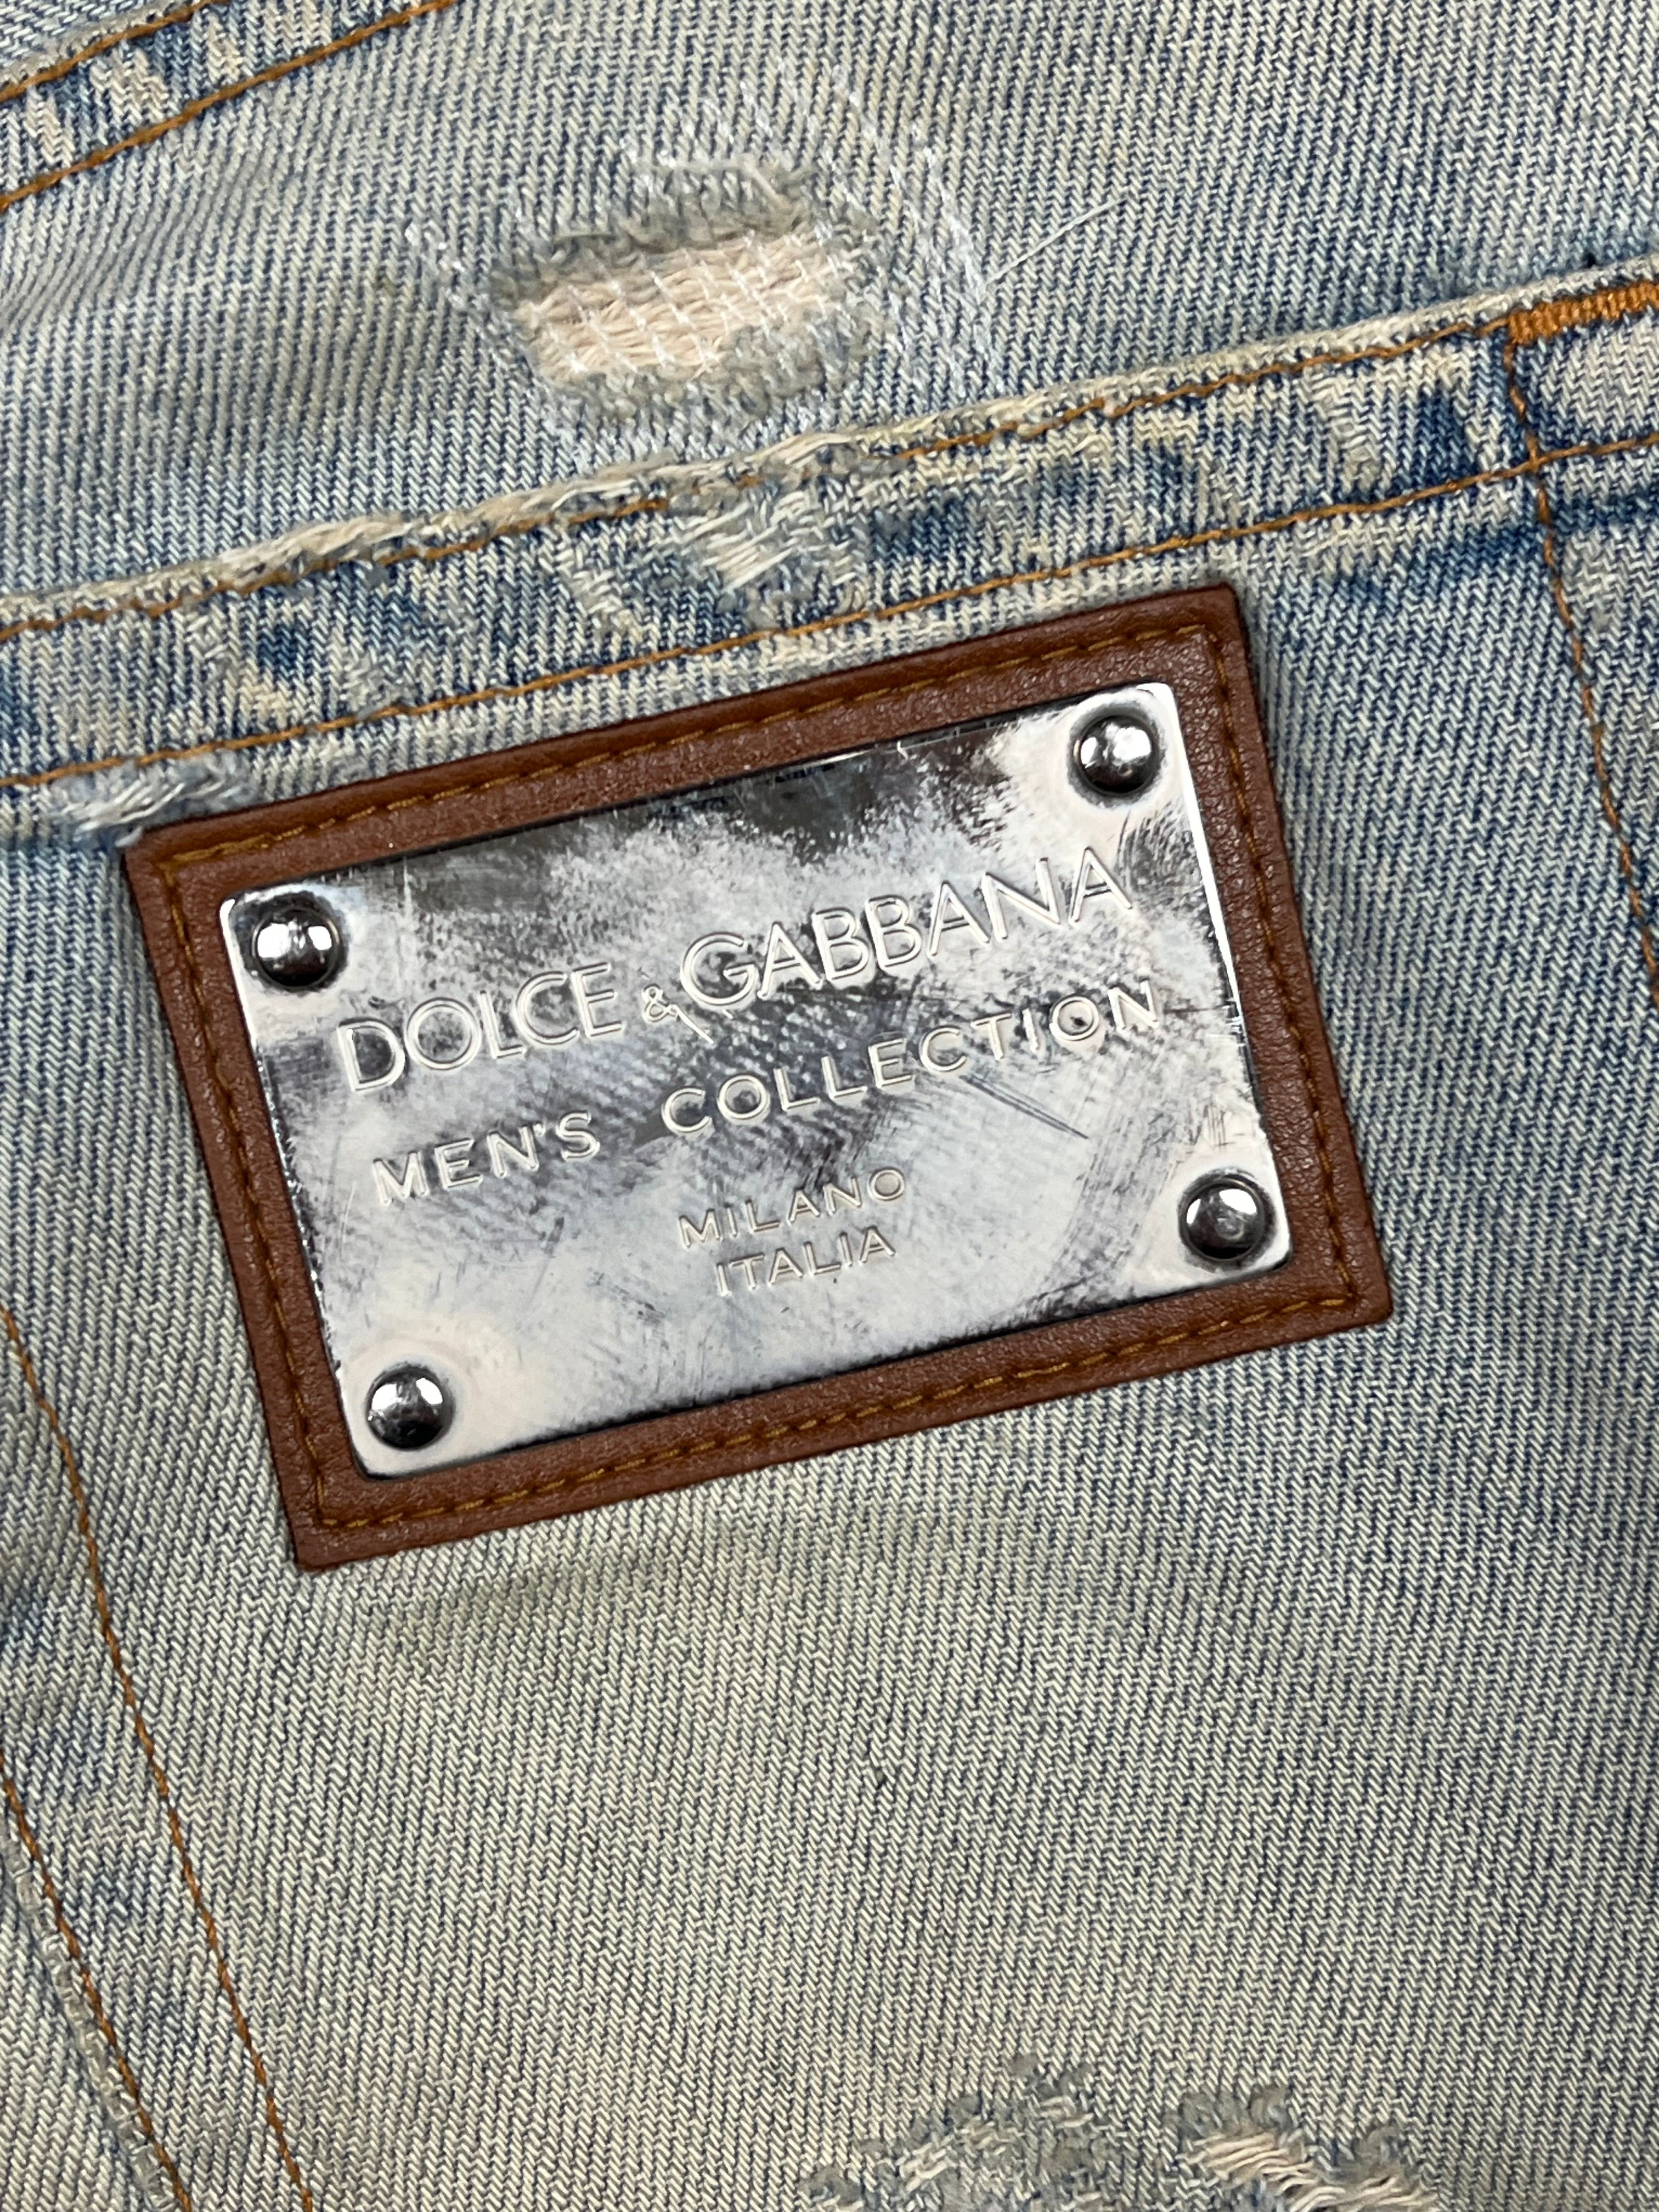 DOLCE & GABBANA
MEN'S COLLECTION
MILANO
ITALIA